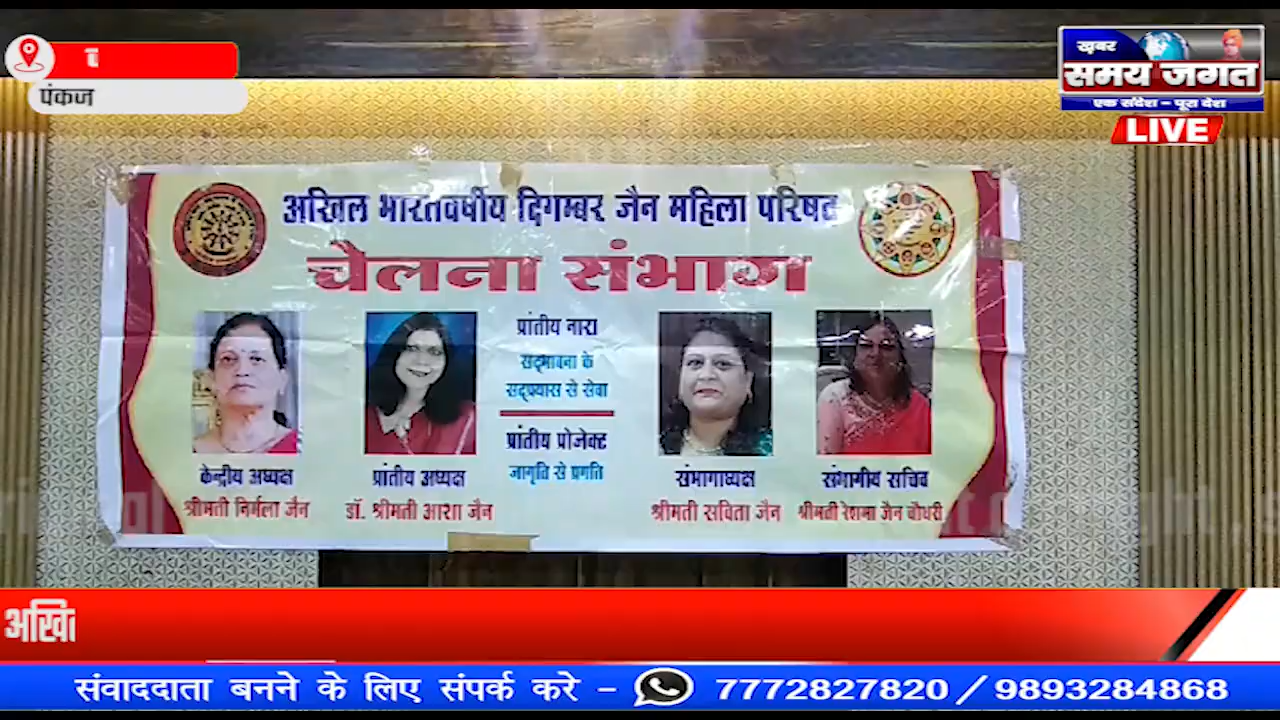 पंकज
ख़बर
समय जगत
एक संदेश - पूरा देश
LIVE
अखिल भारतवर्षीय दिगम्बर जैन महिला परिषद
चेलना संभाग
प्रांतीय नारा
सद्भावना के
सद्प्रयास से सेवा
प्रांतीय प्रोजेक्ट
जागृति से प्रगति
केन्द्रीय अध्यक्ष
श्रीमती निर्मला जैन
प्रांतीय अध्यक्ष
डॉ. श्रीमती आशा जैन
संभागाध्यक्ष
श्रीमती सविता जैन
संभागीय सचिव
श्रीमती रेशमा जैन चौधरी
संवाददाता बनने के लिए संपर्क करे - 7772827820 / 9893284868